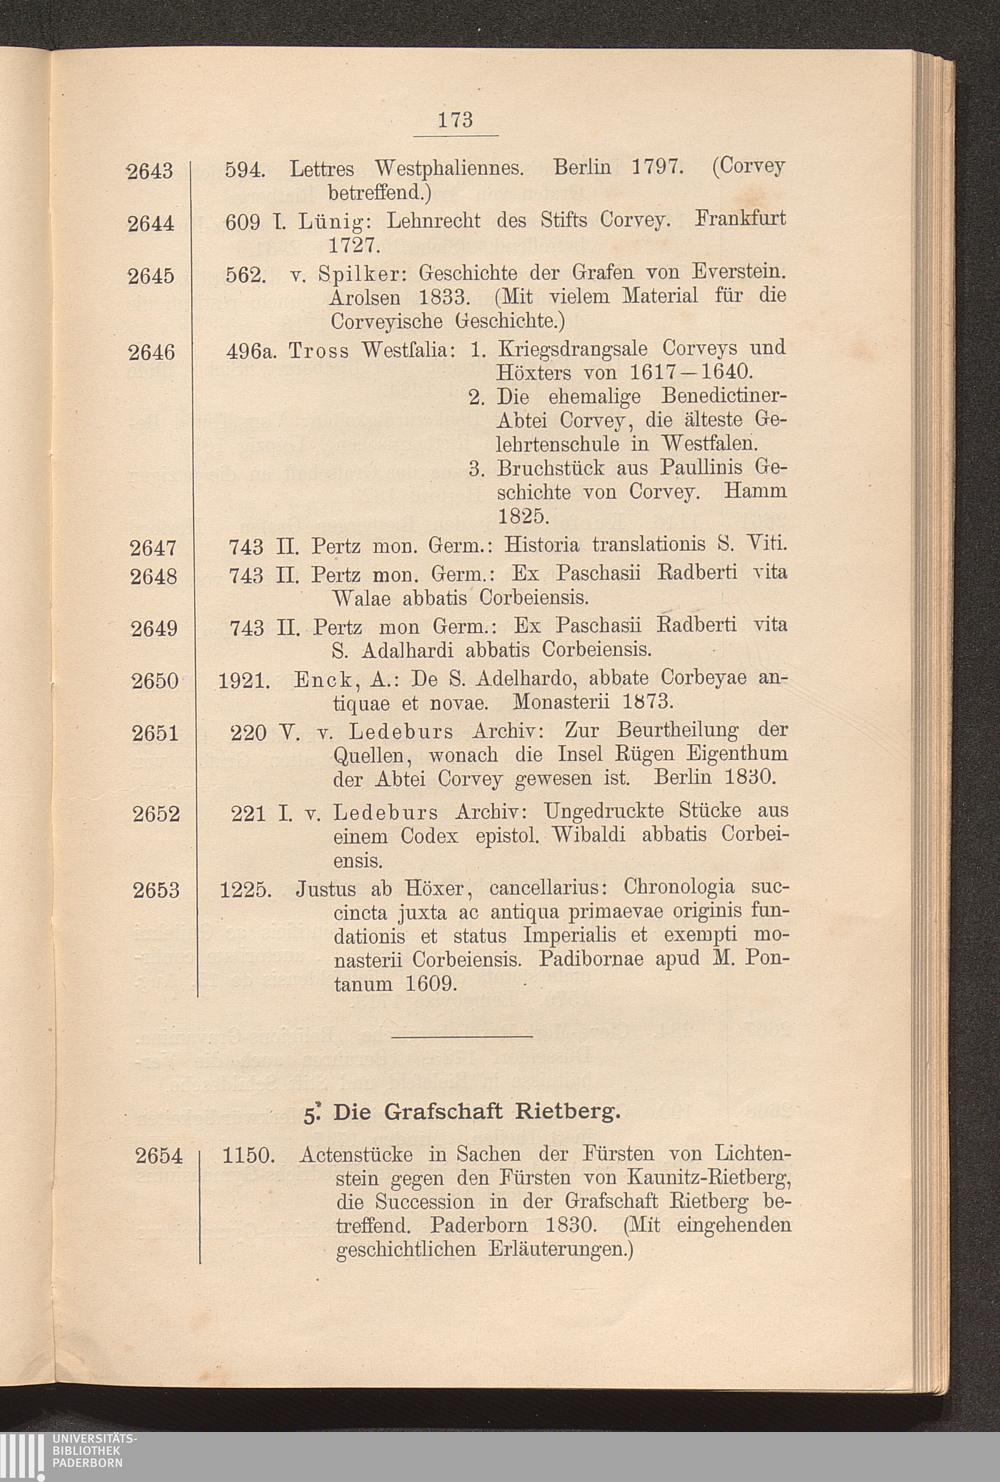 173
2643 594. Lettres Westphaliennes. Berlin 1797. (Corvey
betreffend.)
2644 609 I. Lünig: Lehnrecht des Stifts Corvey. Frankfurt
1727.
2645 562. v. Spilker: Geschichte der Grafen von Everstein.
Arolsen 1833. (Mit vielem Material für die
Corveyische Geschichte.)
2646 496a. Tross Westfalia: 1. Kriegsdrangsale Corveys und
Höxters von 1617—1640.
2. Die ehemalige Benedictiner-
Abtei Corvey, die älteste Ge-
lehrtenschule in Westfalen.
3. Bruchstück aus Paullinis Ge-
schichte von Corvey. Hamm
1825.
2647 743 II. Pertz mon. Germ.: Historia translationis S. Viti.
2648 743 II. Pertz mon. Germ.: Ex Paschasii Radberti vita
Walae abbatis Corbeiensis.
2649 743 II. Pertz mon Germ.: Ex Paschasii Radberti vita
S. Adalhardi abbatis Corbeiensis.
2650 1921. Enck, A.: De S. Adelhardo, abbate Corbeyae an-
tiquae et novae. Monasterii 1873.
2651 220 V. v. Ledeburs Archiv: Zur Beurtheilung der
Quellen, wonach die Insel Rügen Eigenthum
der Abtei Corvey gewesen ist. Berlin 1830.
2652 221 I. v. Ledeburs Archiv: Ungedruckte Stücke aus
einem Codex epistol. Wibaldi abbatis Corbei-
ensis.
2653 1225. Justus ab Höxer, cancellarius: Chronologia suc-
cincta juxta ac antiqua primaevae originis fun-
dationis et status Imperialis et exempti mo-
nasterii Corbeiensis. Padibornae apud M. Pon-
tanum 1609.
5. Die Grafschaft Rietberg.
2654 1150. Actenstücke in Sachen der Fürsten von Lichten-
stein gegen den Fürsten von Kaunitz-Rietberg,
die Succession in der Grafschaft Rietberg be-
treffend. Paderborn 1830. (Mit eingehenden
geschichtlichen Erläuterungen.)
UNIVERSITÄTS-
BIBLIOTHEK
PADERBORN